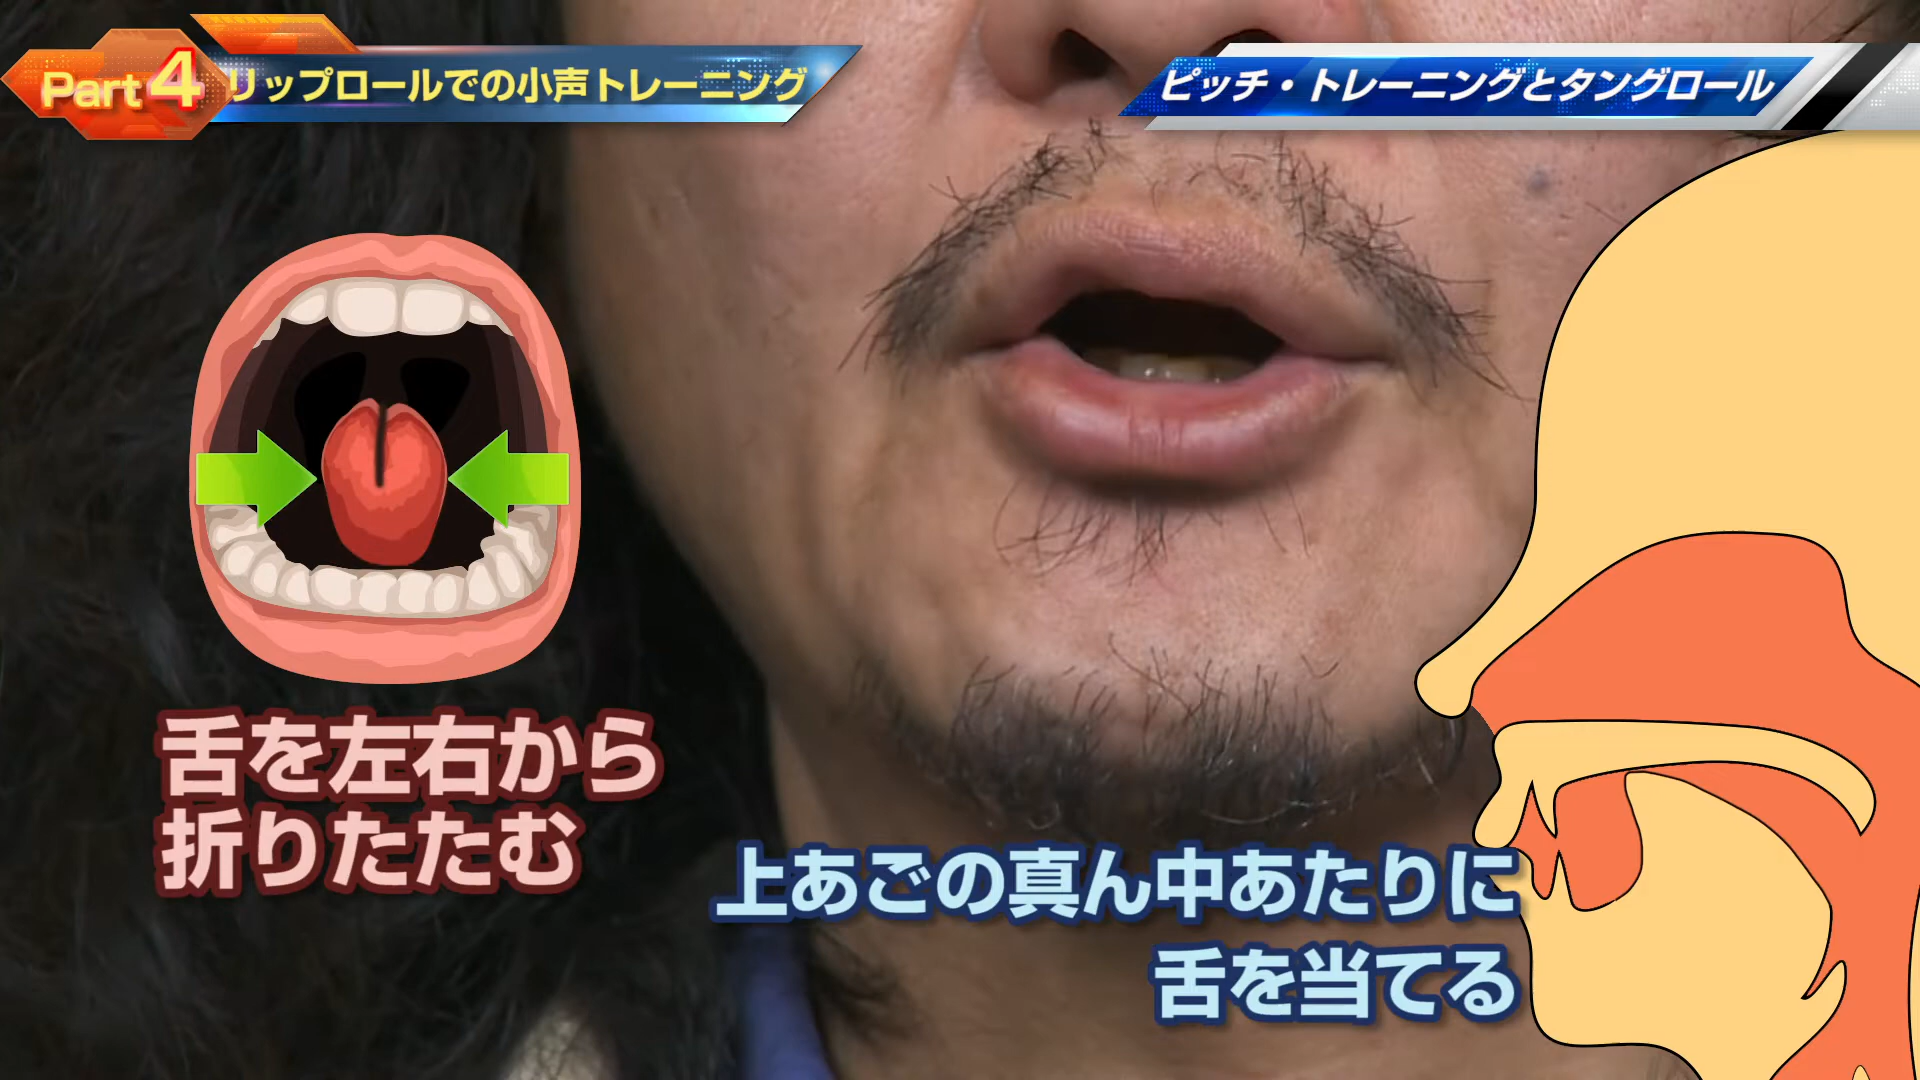 Part 4 リップロールでの小声トレーニング
ピッチ・トレーニングとタングロール
舌を左右から
折りたたむ
上あごの真ん中あたりに
舌を当てる